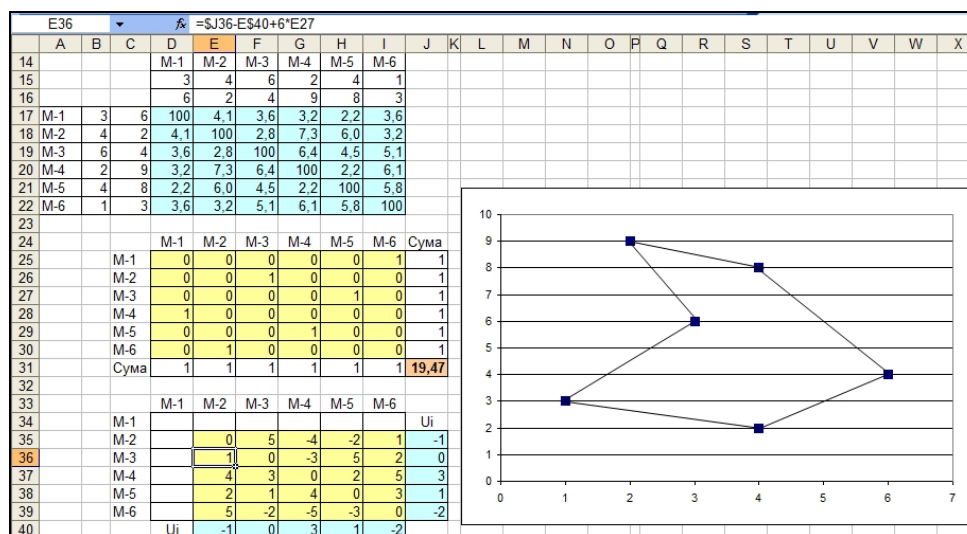 E36 fx =$J36-E$40+6*E27
A B C D E F G H I J K L M N O P Q R S T U V W X
14 M-1 M-2 M-3 M-4 M-5 M-6
15 3 4 6 2 4 1
16 6 2 4 9 8 3
17 M-1 3 6 100 4,1 3,6 3,2 2,2 3,6
18 M-2 4 2 4,1 100 2,8 7,3 6,0 3,2
19 M-3 6 4 3,6 2,8 100 6,4 4,5 5,1
20 M-4 2 9 3,2 7,3 6,4 100 2,2 6,1
21 M-5 4 8 2,2 6,0 4,5 2,2 100 5,8
22 M-6 1 3 3,6 3,2 5,1 6,1 5,8 100
23
24 M-1 M-2 M-3 M-4 M-5 M-6 Сума
25 M-1 0 0 0 0 0 1 1
26 M-2 0 0 1 0 0 0 1
27 M-3 0 0 0 0 1 0 1
28 M-4 1 0 0 0 0 0 1
29 M-5 0 0 0 1 0 0 1
30 M-6 0 1 0 0 0 0 1
31 Сума 1 1 1 1 1 1 19,47
32
33 M-1 M-2 M-3 M-4 M-5 M-6
34 M-1 Ui
35 M-2 0 5 -4 -2 1 -1
36 M-3 1 0 -3 5 2 0
37 M-4 4 3 0 2 5 3
38 M-5 2 1 4 0 3 1
39 M-6 5 -2 -5 -3 0 -2
40 Ui -1 0 3 1 -2
10
9
8
7
6
5
4
3
2
1
0
0 1 2 3 4 5 6 7